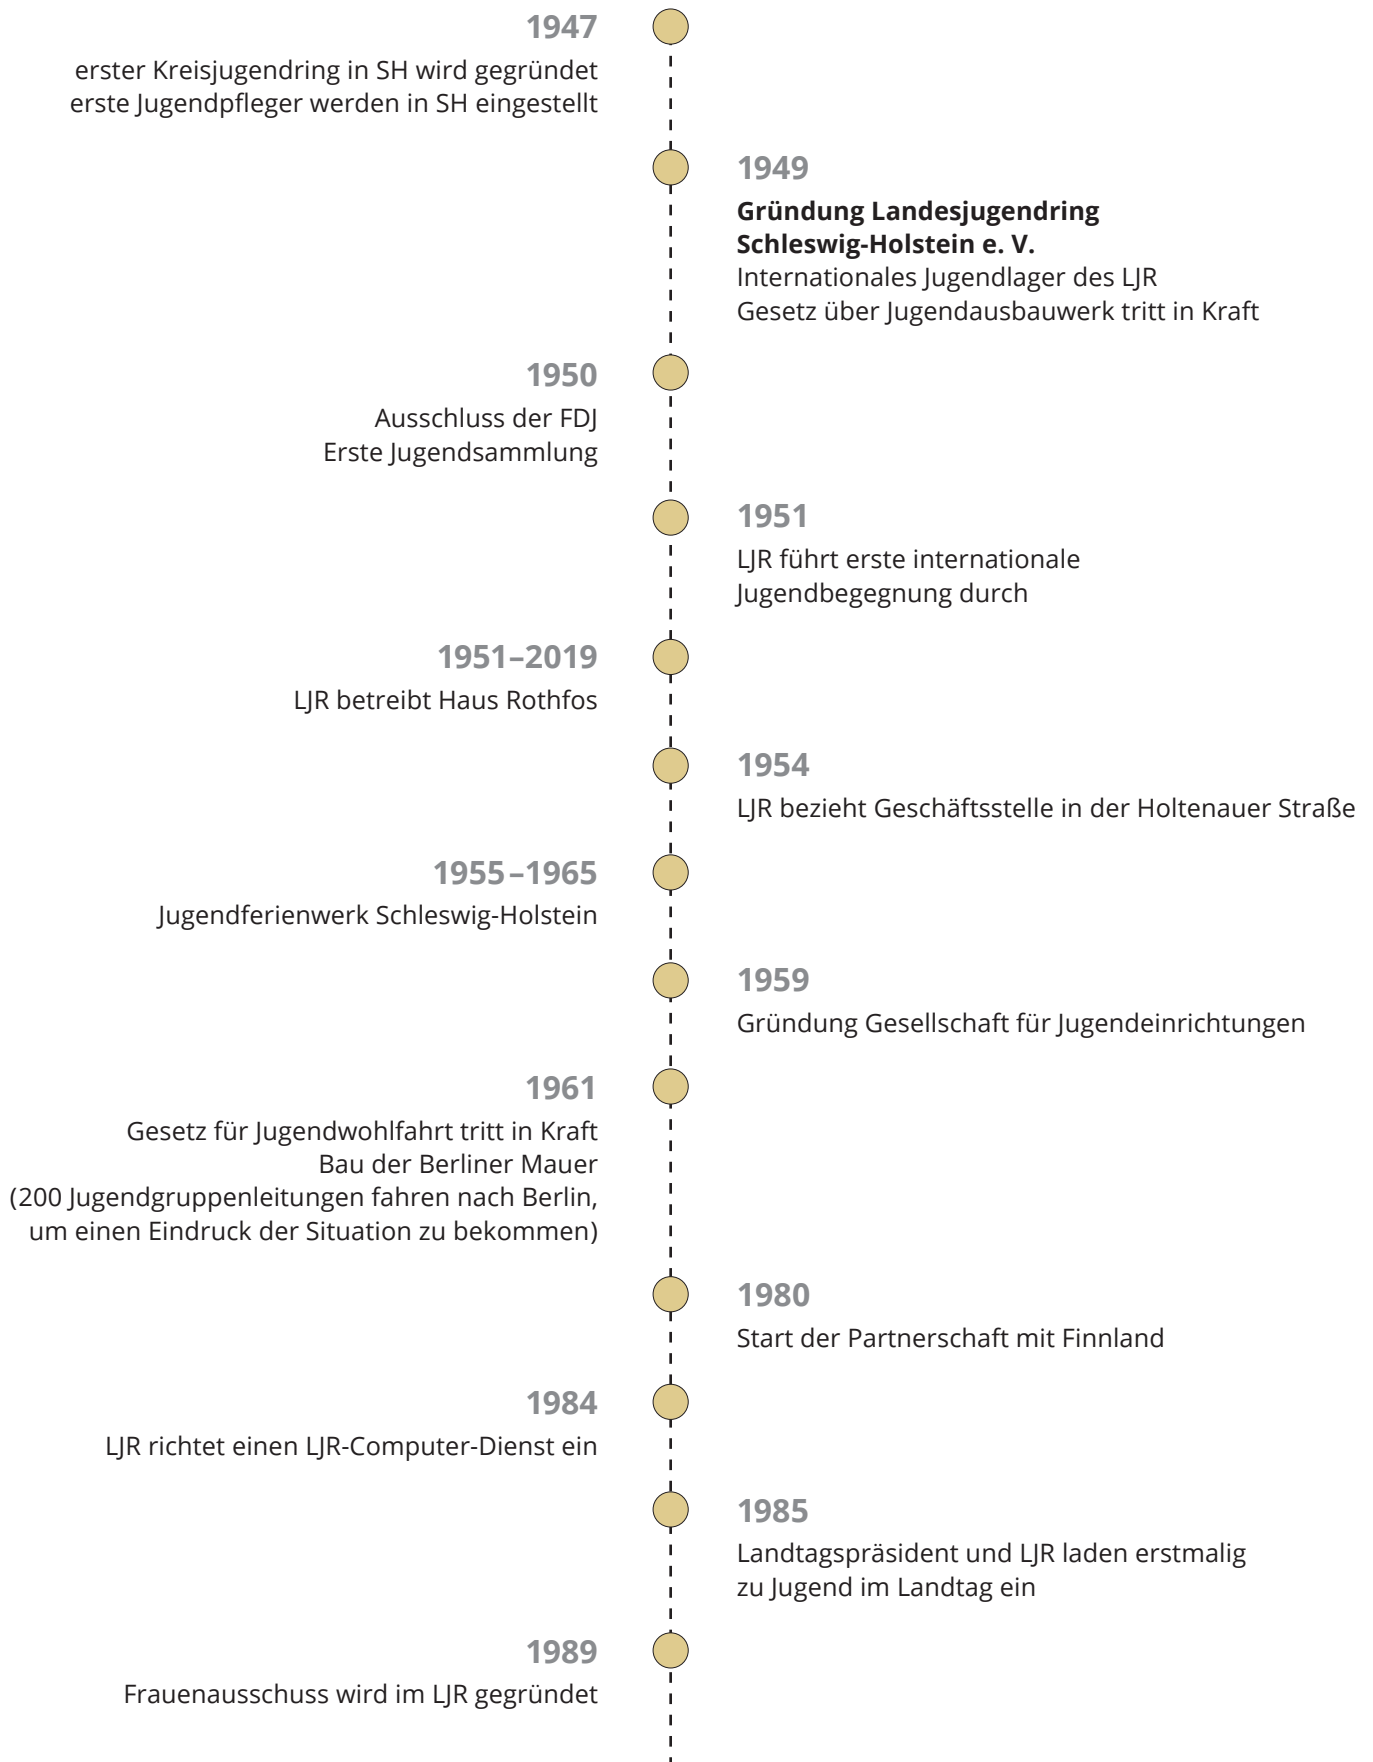 1947
erster Kreisjugendring in SH wird gegründet
erste Jugendpfleger werden in SH eingestellt
1949
Gründung Landesjugendring
Schleswig-Holstein e. V.
Internationales Jugendlager des LJR
Gesetz über Jugendausbauwerk tritt in Kraft
1950
Ausschluss der FDJ
Erste Jugendsammlung
1951
LJR führt erste internationale
Jugendbegegnung durch
1951–2019
LJR betreibt Haus Rothfos
1954
LJR bezieht Geschäftsstelle in der Holtenauer Straße
1955–1965
Jugendferienwerk Schleswig-Holstein
1959
Gründung Gesellschaft für Jugendeinrichtungen
1961
Gesetz für Jugendwohlfahrt tritt in Kraft
Bau der Berliner Mauer
(200 Jugendgruppenleitungen fahren nach Berlin,
um einen Eindruck der Situation zu bekommen)
1980
Start der Partnerschaft mit Finnland
1984
LJR richtet einen LJR-Computer-Dienst ein
1985
Landtagspräsident und LJR laden erstmalig
zu Jugend im Landtag ein
1989
Frauenausschuss wird im LJR gegründet